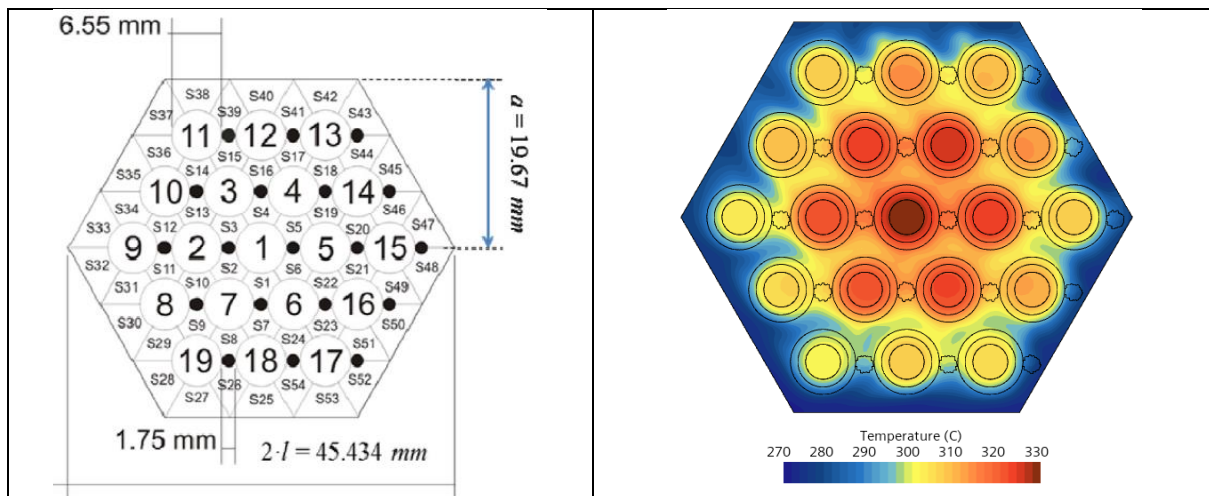 6.55 mm
S38 S40 S42
S37 S39 S41 S43
11 12 13
S36 S15 S17 S44
S35 S14 S16 S18 S45
10 3 4 14
S34 S13 S4 S19 S46
S33 S12 S3 S5 S20 S47
9 2 1 5 15
S32 S11 S2 S6 S21 S48
S31 S10 S1 S22 S49
8 7 6 16
S30 S9 S7 S23 S50
S29 S8 S24 S51
19 18 17
S28 S26 S54 S52
S27 S25 S53
a = 19.67 mm
1.75 mm
2·l = 45.434 mm
Temperature (C)
270 280 290 300 310 320 330